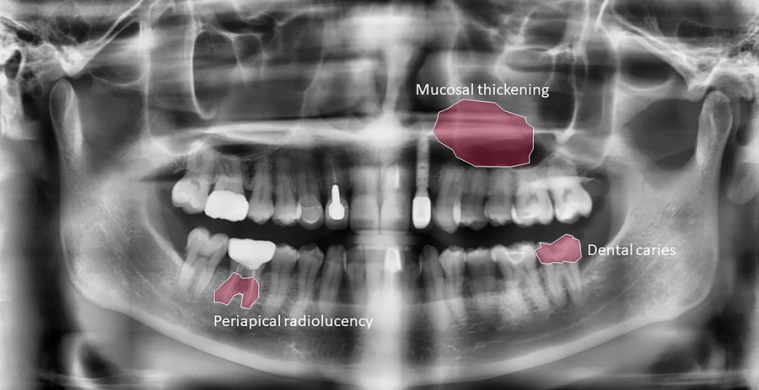 Mucosal thickening
Dental caries
Periapical radiolucency